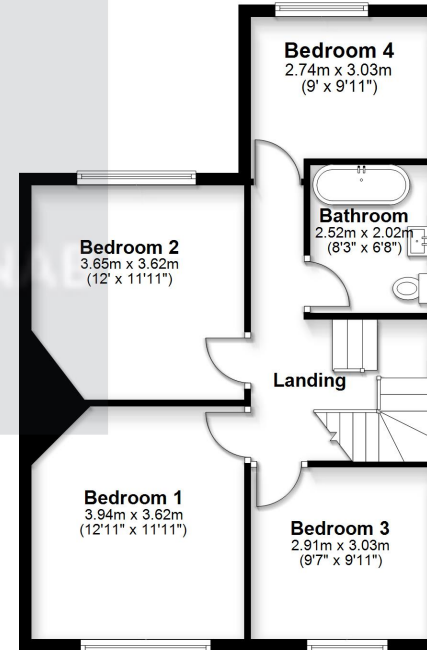 Bedroom 4
2.74m x 3.03m
(9' x 9'11")
Bathroom
2.52m x 2.02m
(8'3" x 6'8")
Bedroom 2
3.65m x 3.62m
(12' x 11'11")
Landing
Bedroom 1
3.94m x 3.62m
(12'11" x 11'11")
Bedroom 3
2.91m x 3.03m
(9'7" x 9'11")